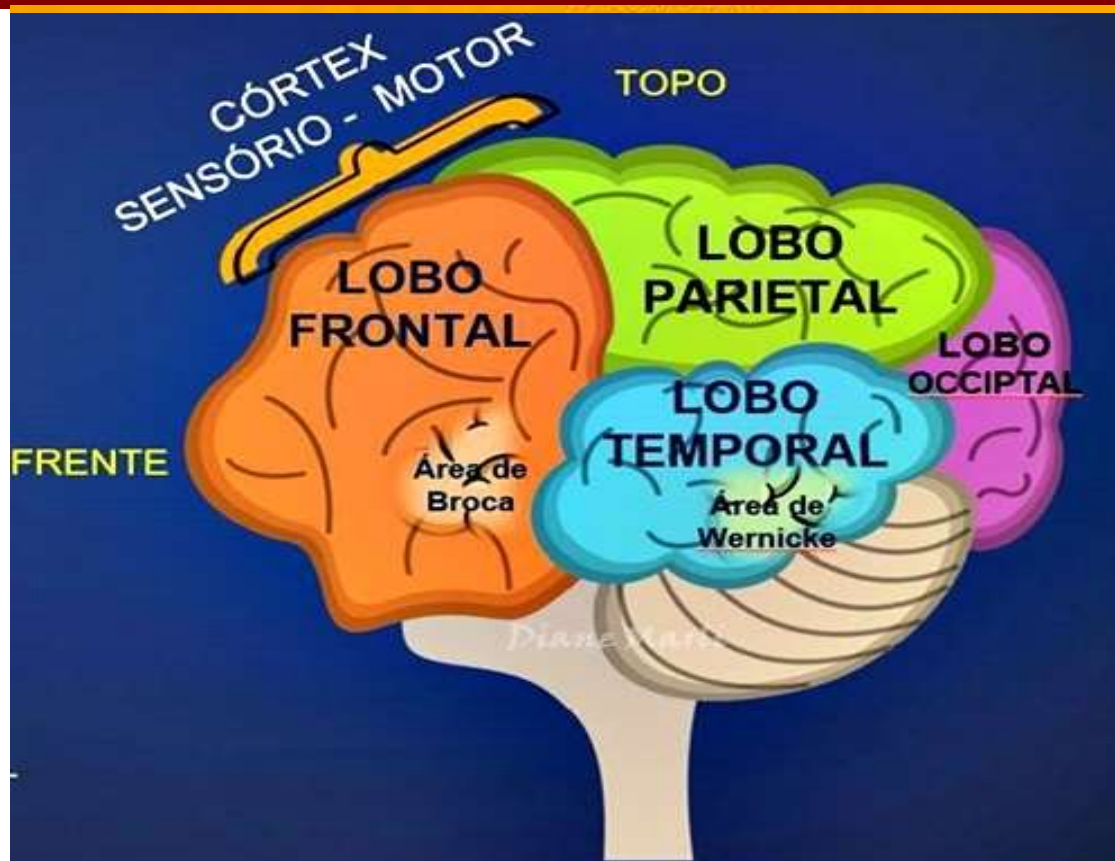 CÓRTEX
SENSÓRIO - MOTOR
TOPO
LOBO
FRONTAL
LOBO
PARIETAL
LOBO
OCCIPTAL
LOBO
TEMPORAL
FRENTE
Área de
Broca
Área de
Wernicke